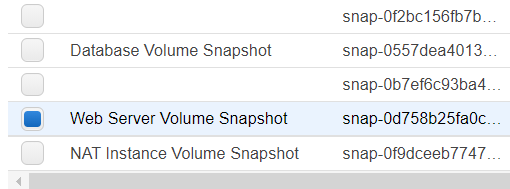 snap-0f2bc156fb7b…
Database Volume Snapshot snap-0557dea4013…
snap-0b7ef6c93ba4…
Web Server Volume Snapshot snap-0d758b25fa0c…
NAT Instance Volume Snapshot snap-0f9dceeb7747…